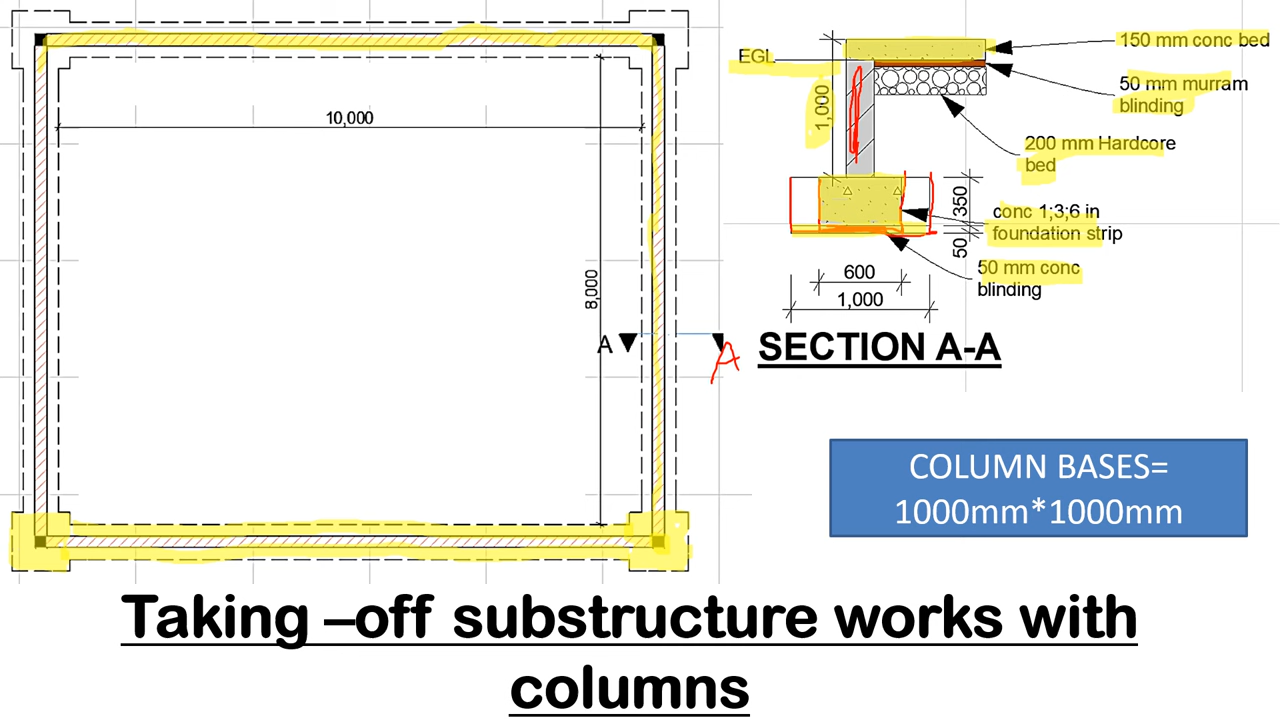 10,000
8,000
A
A
EGL
1,000
150 mm conc bed
50 mm murram
blinding
200 mm Hardcore
bed
350
conc 1;3;6 in
foundation strip
50
50 mm conc
blinding
600
1,000
SECTION A-A
COLUMN BASES=
1000mm*1000mm
Taking –off substructure works with
columns